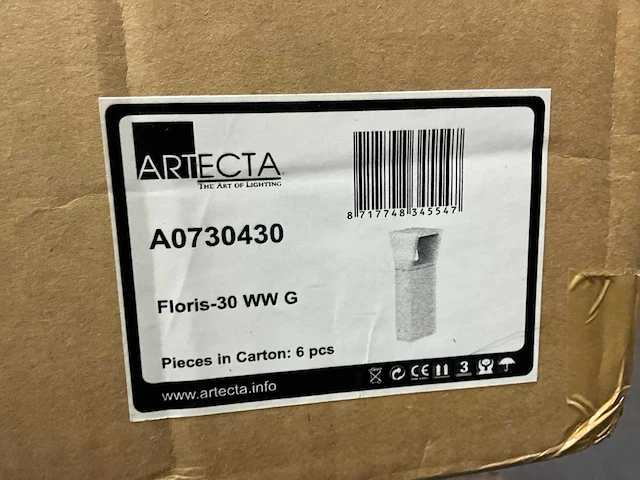 ARTECTA
THE ART OF LIGHTING
8 717748 345547
A0730430
Floris-30 WW G
Pieces in Carton: 6 pcs
www.artecta.info
CE
3